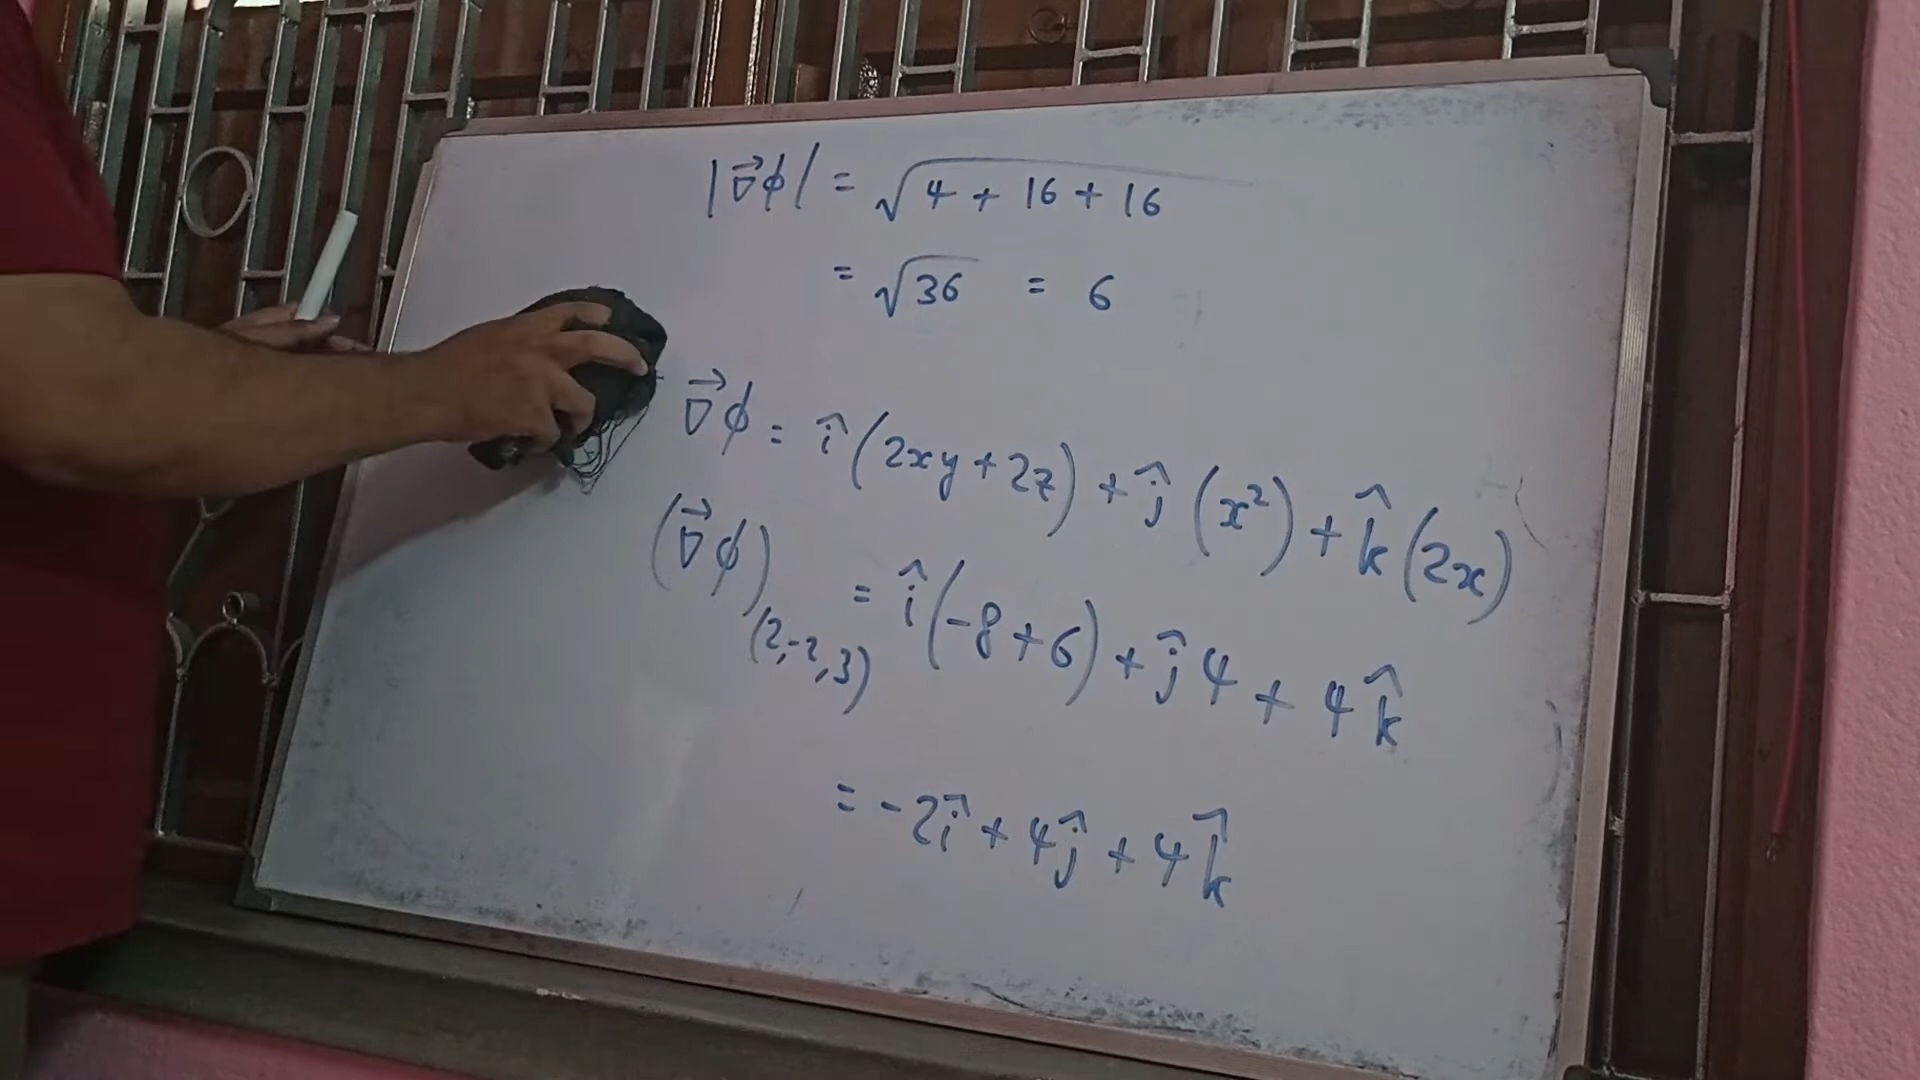 |∇⃗ϕ| = √4 + 16 + 16
= √36 = 6
∇⃗ϕ = î(2xy + 2z) + ĵ(x²) + k̂(2x)
(∇⃗ϕ)(2,-2,3) = î(-8 + 6) + ĵ4 + 4k̂
= -2î + 4ĵ + 4k̂